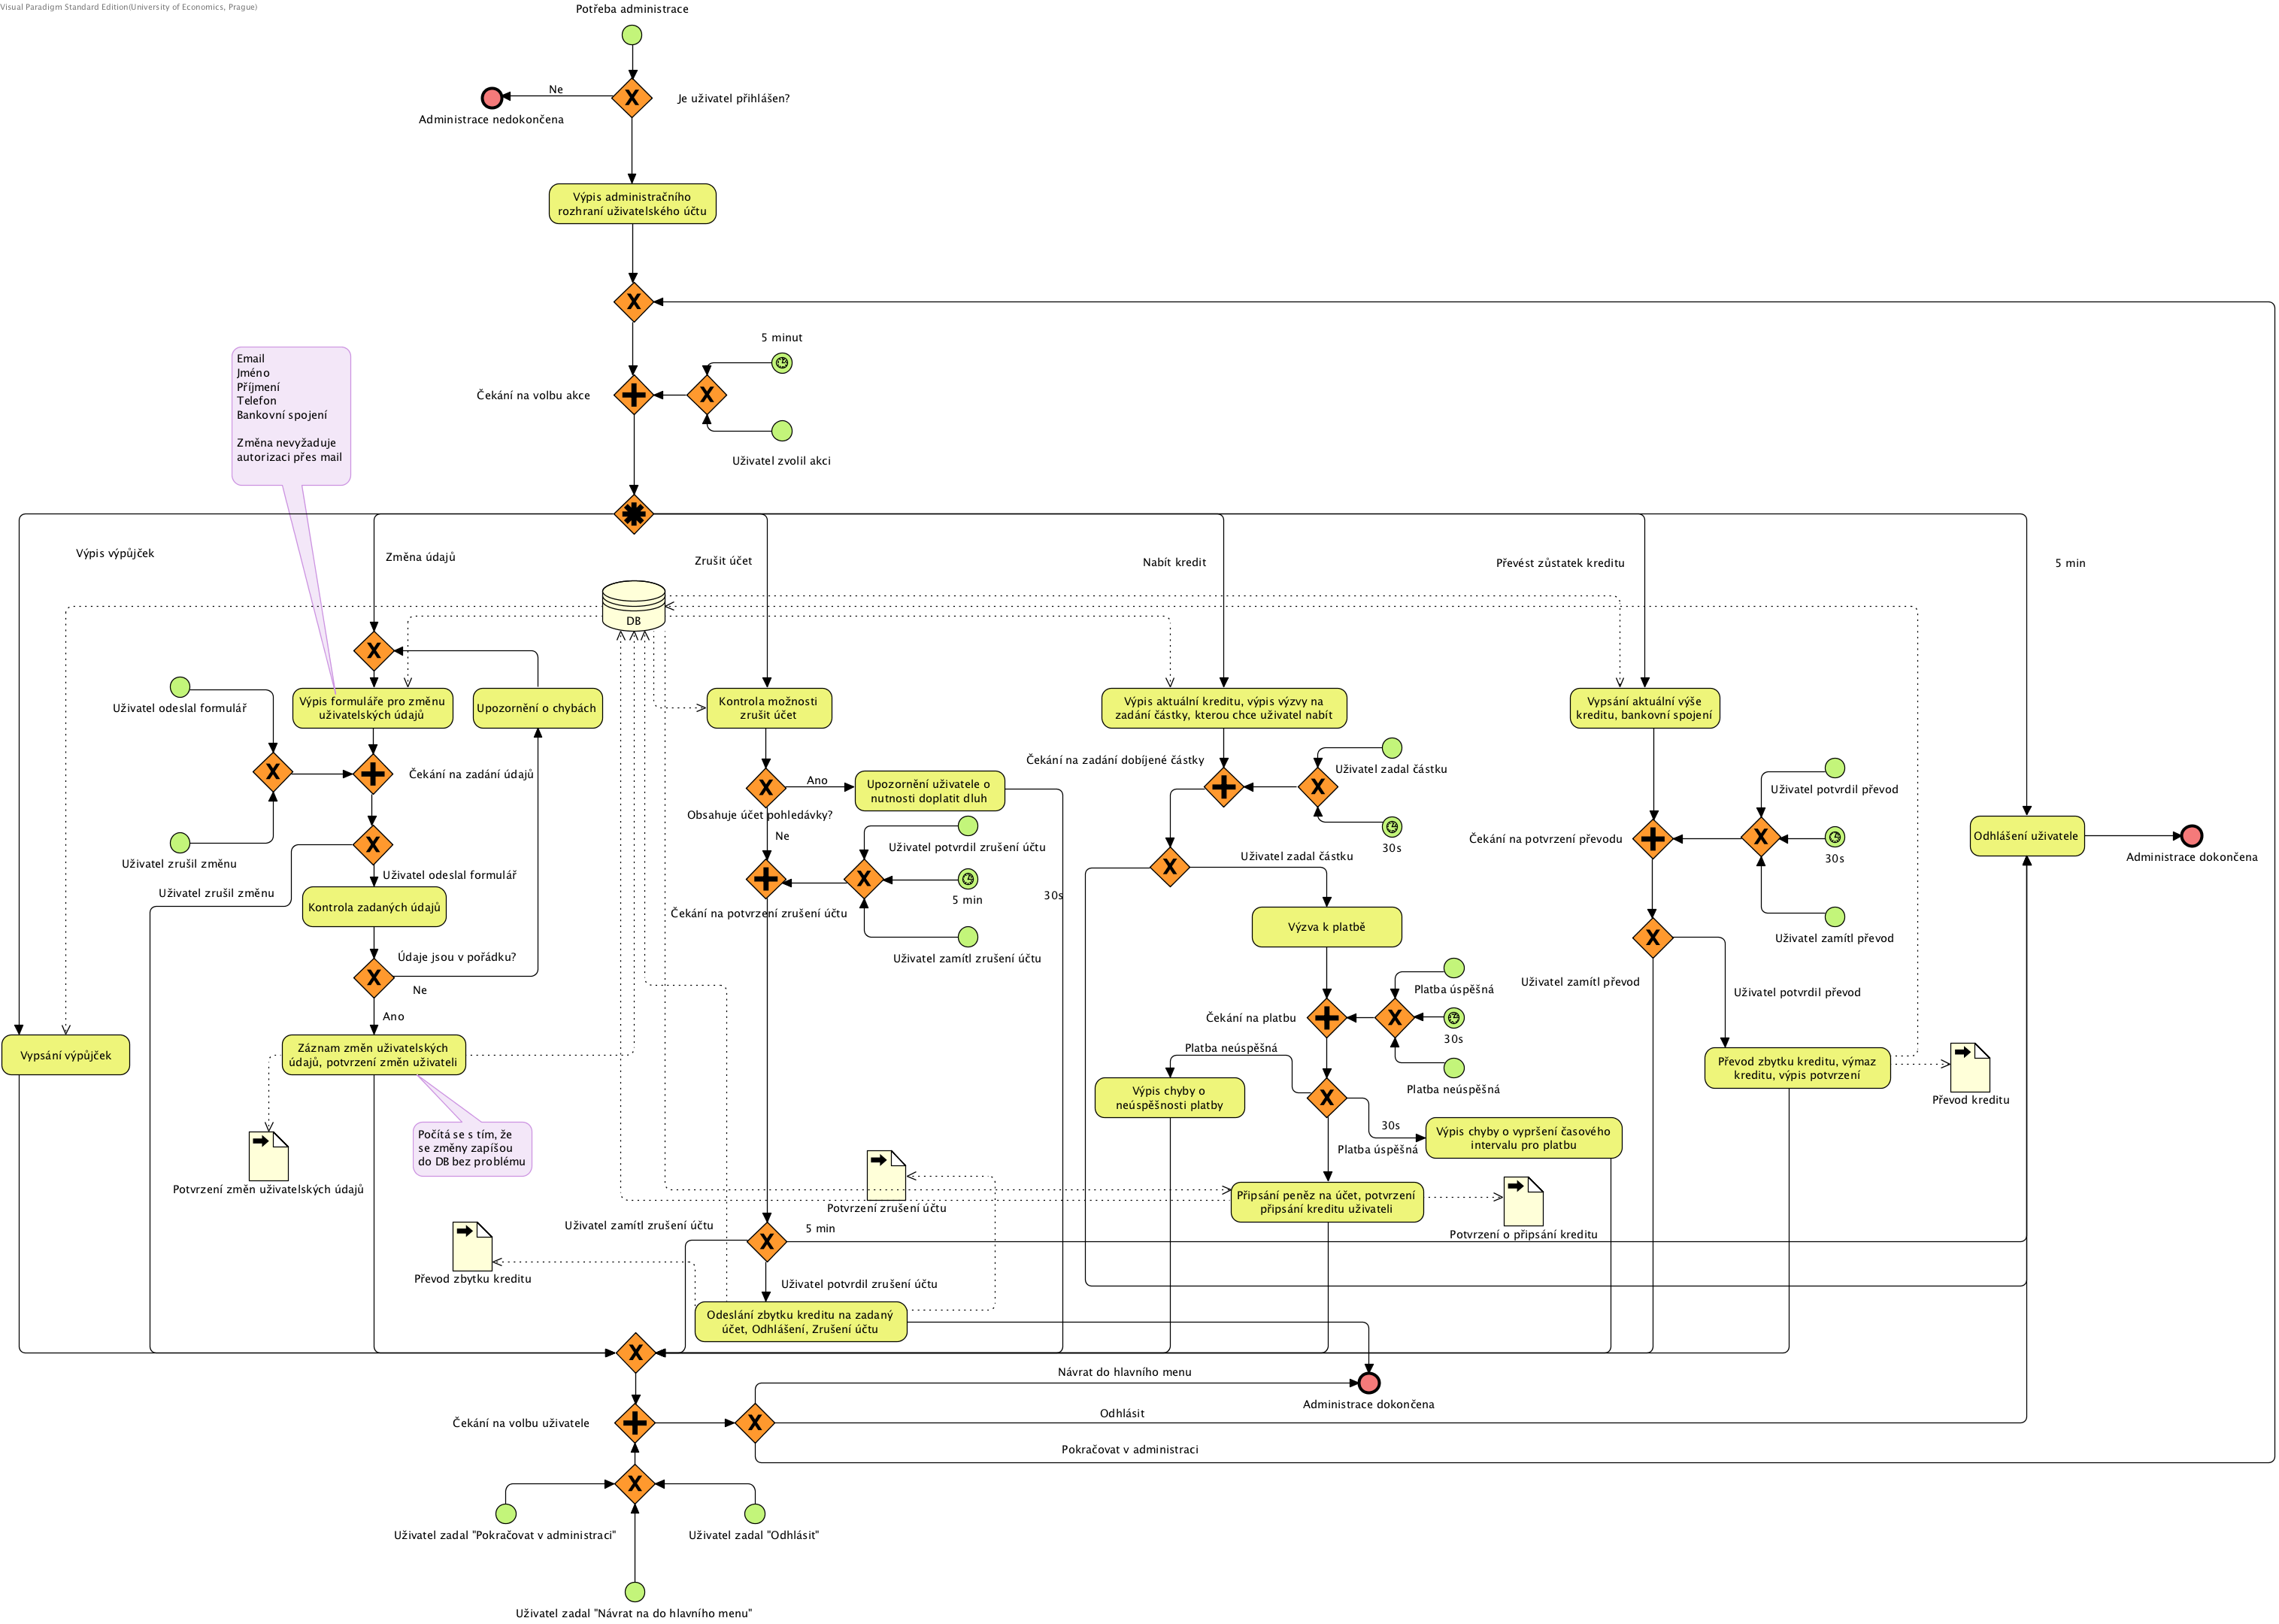 Visual Paradigm Standard Edition(University of Economics, Prague)
Potřeba administrace
Ne
Je uživatel přihlášen?
Administrace nedokončena
Výpis administračního
rozhraní uživatelského účtu
5 minut
Čekání na volbu akce
Uživatel zvolil akci
Email
Jméno
Příjmení
Telefon
Bankovní spojení
Změna nevyžaduje
autorizaci přes mail
Výpis výpůjček
Změna údajů
Zrušit účet
Nabít kredit
Převést zůstatek kreditu
5 min
DB
Uživatel odeslal formulář
Výpis formuláře pro změnu
uživatelských údajů
Upozornění o chybách
Kontrola možnosti
zrušit účet
Výpis aktuální kreditu, výpis výzvy na
zadání částky, kterou chce uživatel nabít
Vypsání aktuální výše
kreditu, bankovní spojení
Čekání na zadání údajů
Uživatel zrušil změnu
Uživatel odeslal formulář
Uživatel zrušil změnu
Kontrola zadaných údajů
Údaje jsou v pořádku?
Ne
Ano
Ano
Upozornění uživatele o
nutnosti doplatit dluh
Obsahuje účet pohledávky?
Ne
Uživatel potvrdil zrušení účtu
5 min
Čekání na potvrzení zrušení účtu
Uživatel zamítl zrušení účtu
Čekání na zadání dobíjené částky
Uživatel zadal částku
30s
Uživatel zadal částku
30s
Výzva k platbě
Platba úspěšná
Čekání na platbu
30s
Platba neúspěšná
Platba neúspěšná
Výpis chyby o
neúspěšnosti platby
30s
Platba úspěšná
Výpis chyby o vypršení časového
intervalu pro platbu
Uživatel potvrdil převod
Čekání na potvrzení převodu
30s
Uživatel zamítl převod
Uživatel zamítl převod
Uživatel potvrdil převod
Převod zbytku kreditu, výmaz
kreditu, výpis potvrzení
Převod kreditu
Odhlášení uživatele
Administrace dokončena
Vypsání výpůjček
Záznam změn uživatelských
údajů, potvrzení změn uživateli
Počítá se s tím, že
se změny zapíšou
do DB bez problému
Potvrzení změn uživatelských údajů
Potvrzení zrušení účtu
Připsání peněz na účet, potvrzení
připsání kreditu uživateli
Potvrzení o připsání kreditu
Uživatel zamítl zrušení účtu
5 min
Převod zbytku kreditu
Uživatel potvrdil zrušení účtu
Odeslání zbytku kreditu na zadaný
účet, Odhlášení, Zrušení účtu
Návrat do hlavního menu
Administrace dokončena
Čekání na volbu uživatele
Odhlásit
Pokračovat v administraci
Uživatel zadal "Pokračovat v administraci"
Uživatel zadal "Odhlásit"
Uživatel zadal "Návrat na do hlavního menu"